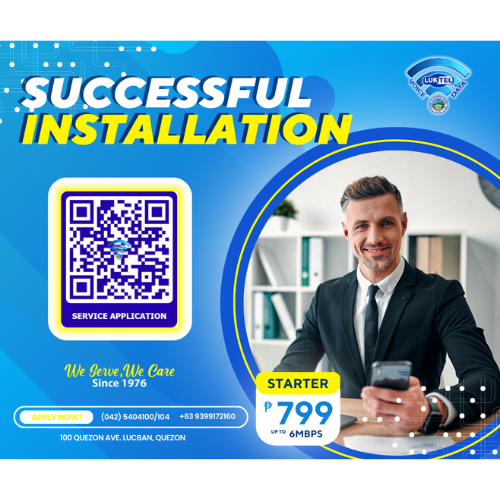 SUCCESSFUL
INSTALLATION
LUKTEL
VOICE DATA
SERVICE APPLICATION
We Serve, We Care
Since 1976
APPLY NOW! (042) 5404100/104 +63 9399172160
100 QUEZON AVE. LUCBAN, QUEZON
STARTER
₱ 799
UP TO 6MBPS